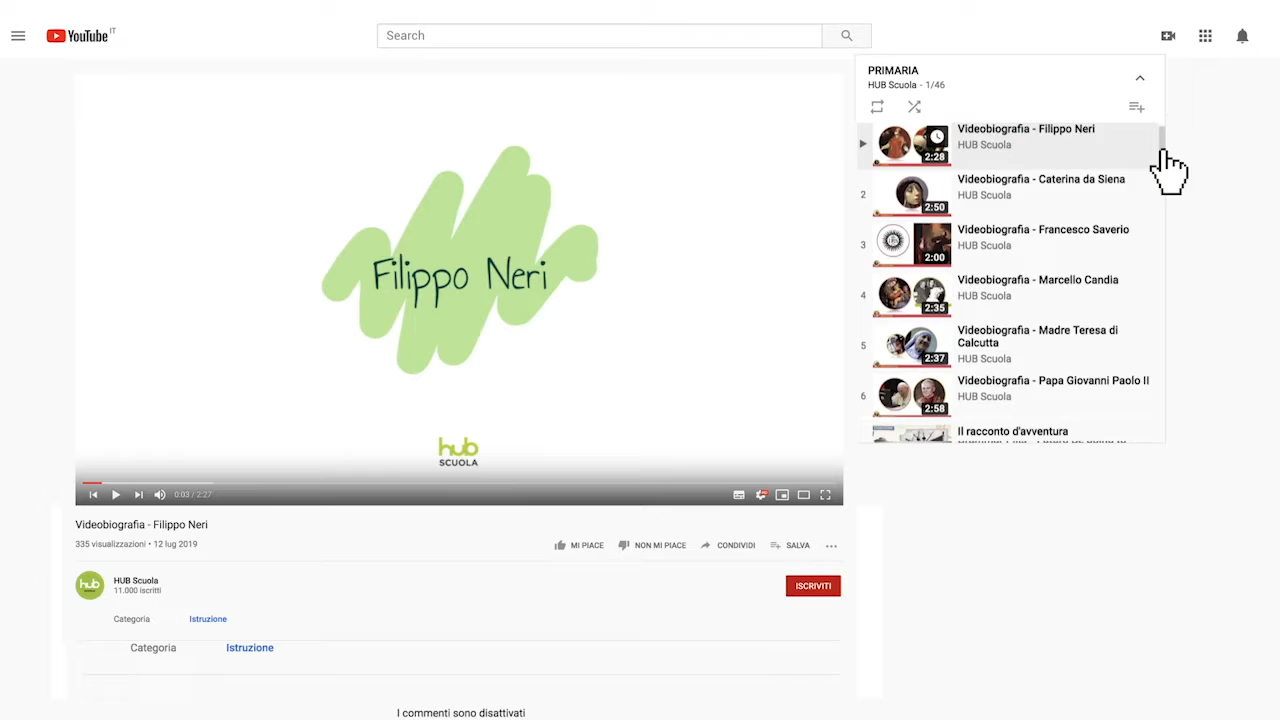 YouTube IT
Search
PRIMARIA
HUB Scuola - 1/46
Videobiografia - Filippo Neri
HUB Scuola
2:28
2
Videobiografia - Caterina da Siena
HUB Scuola
2:50
3
Videobiografia - Francesco Saverio
HUB Scuola
2:00
4
Videobiografia - Marcello Candia
HUB Scuola
2:35
5
Videobiografia - Madre Teresa di
Calcutta
HUB Scuola
2:37
6
Videobiografia - Papa Giovanni Paolo II
HUB Scuola
2:58
Il racconto d'avventura
Filippo Neri
hub
SCUOLA
0:03 / 2:27
Videobiografia - Filippo Neri
335 visualizzazioni • 12 lug 2019
MI PIACE
NON MI PIACE
CONDIVIDI
SALVA
hub
HUB Scuola
11.000 iscritti
ISCRIVITI
Categoria Istruzione
Categoria Istruzione
I commenti sono disattivati